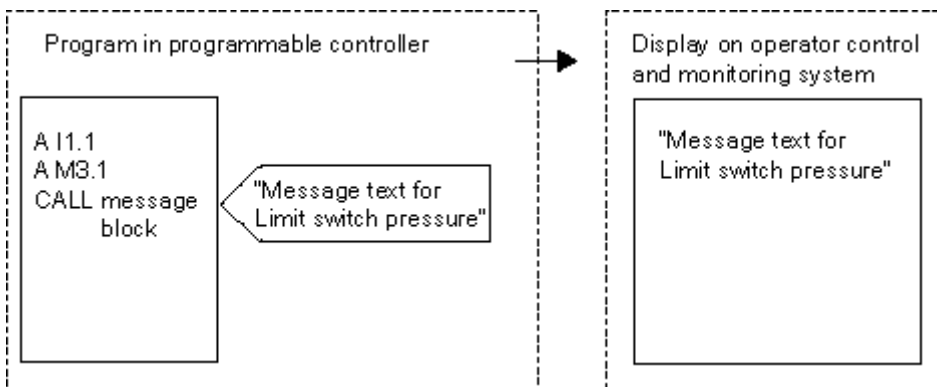 Program in programmable controller
A I1.1
A M3.1
CALL message
block
"Message text for
Limit switch pressure"
Display on operator control
and monitoring system
"Message text for
Limit switch pressure"